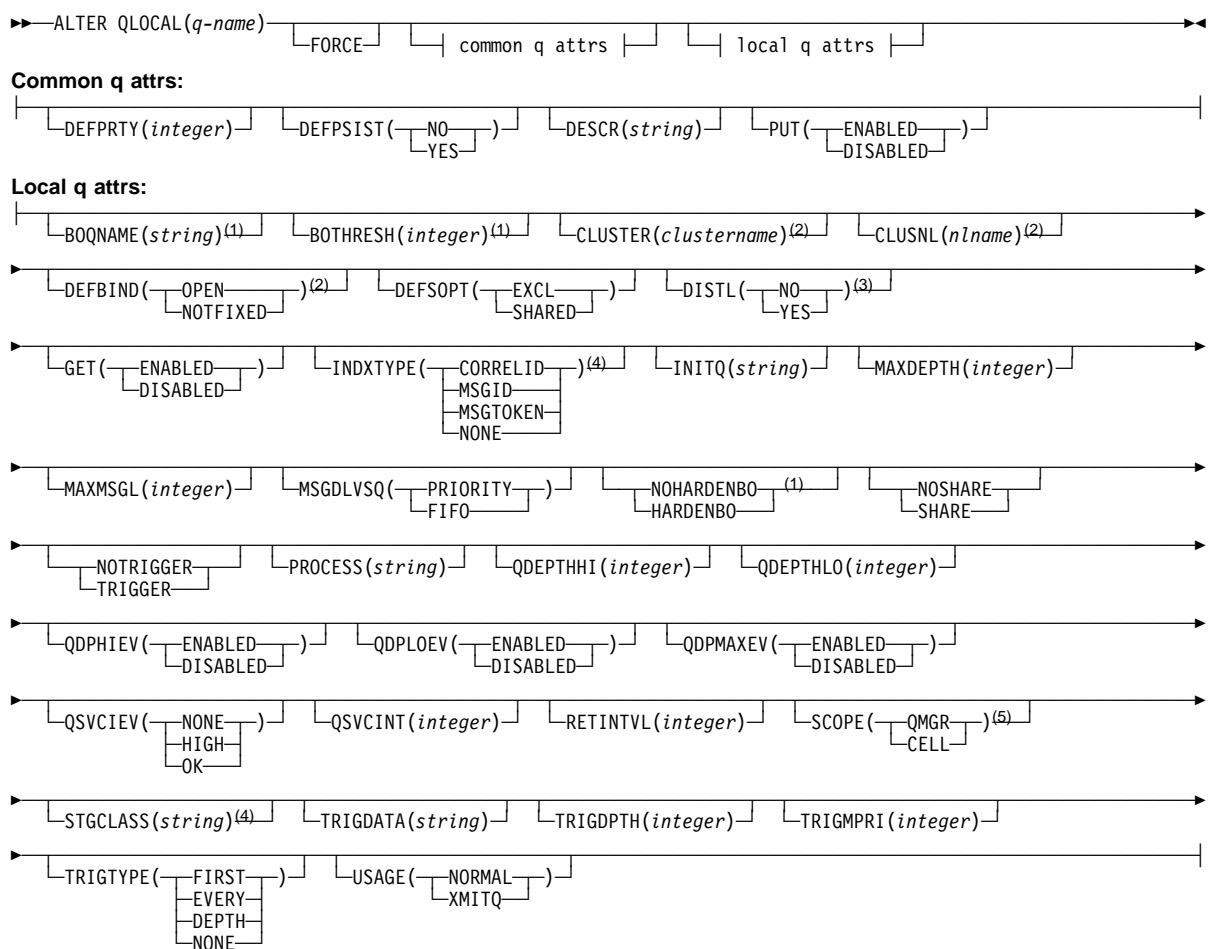 ALTER QLOCAL(q-name)
FORCE common q attrs local q attrs
Common q attrs:
DEFPRTY(integer) DEFPSIST( NO ) DESCR(string) PUT( ENABLED )
YES DISABLED
Local q attrs:
BOQNAME(string)(1) BOTHRESH(integer)(1) CLUSTER(clustername)(2) CLUSNL(nlname)(2)
DEFBIND( OPEN )(2) DEFSOPT( EXCL ) DISTL( NO )(3)
NOTFIXED SHARED YES
GET( ENABLED ) INDXTYPE( CORRELID )(4) INITQ(string) MAXDEPTH(integer)
DISABLED MSGID
MSGTOKEN
NONE
MAXMSGL(integer) MSGDLVSQ( PRIORITY ) NOHARDENBO (1) NOSHARE
FIFO HARDENBO SHARE
NOTRIGGER PROCESS(string) QDEPTHHI(integer) QDEPTHLO(integer)
TRIGGER
QDPHIEV( ENABLED ) QDPLOEV( ENABLED ) QDPMAXEV( ENABLED )
DISABLED DISABLED DISABLED
QSVCIEV( NONE ) QSVCINT(integer) RETINTVL(integer) SCOPE( QMGR )(5)
HIGH CELL
OK
STGCLASS(string)(4) TRIGDATA(string) TRIGDPTH(integer) TRIGMPRI(integer)
TRIGTYPE( FIRST ) USAGE( NORMAL )
EVERY XMITQ
DEPTH
NONE